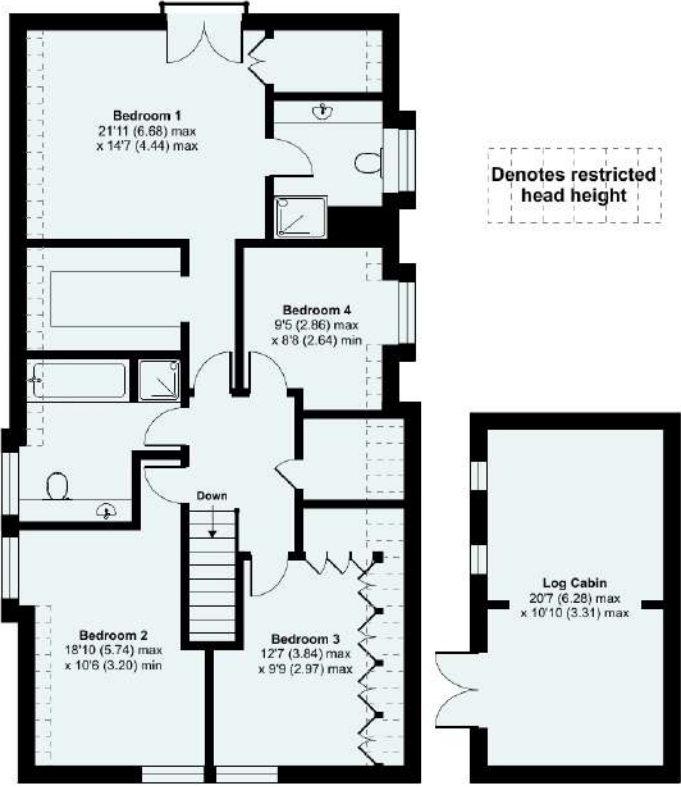 Bedroom 1
21'11 (6.68) max
x 14'7 (4.44) max
Denotes restricted
head height
Bedroom 4
9'5 (2.86) max
x 8'8 (2.64) min
Down
Bedroom 2
18'10 (5.74) max
x 10'6 (3.20) min
Bedroom 3
12'7 (3.84) max
x 9'9 (2.97) max
Log Cabin
20'7 (6.28) max
x 10'10 (3.31) max